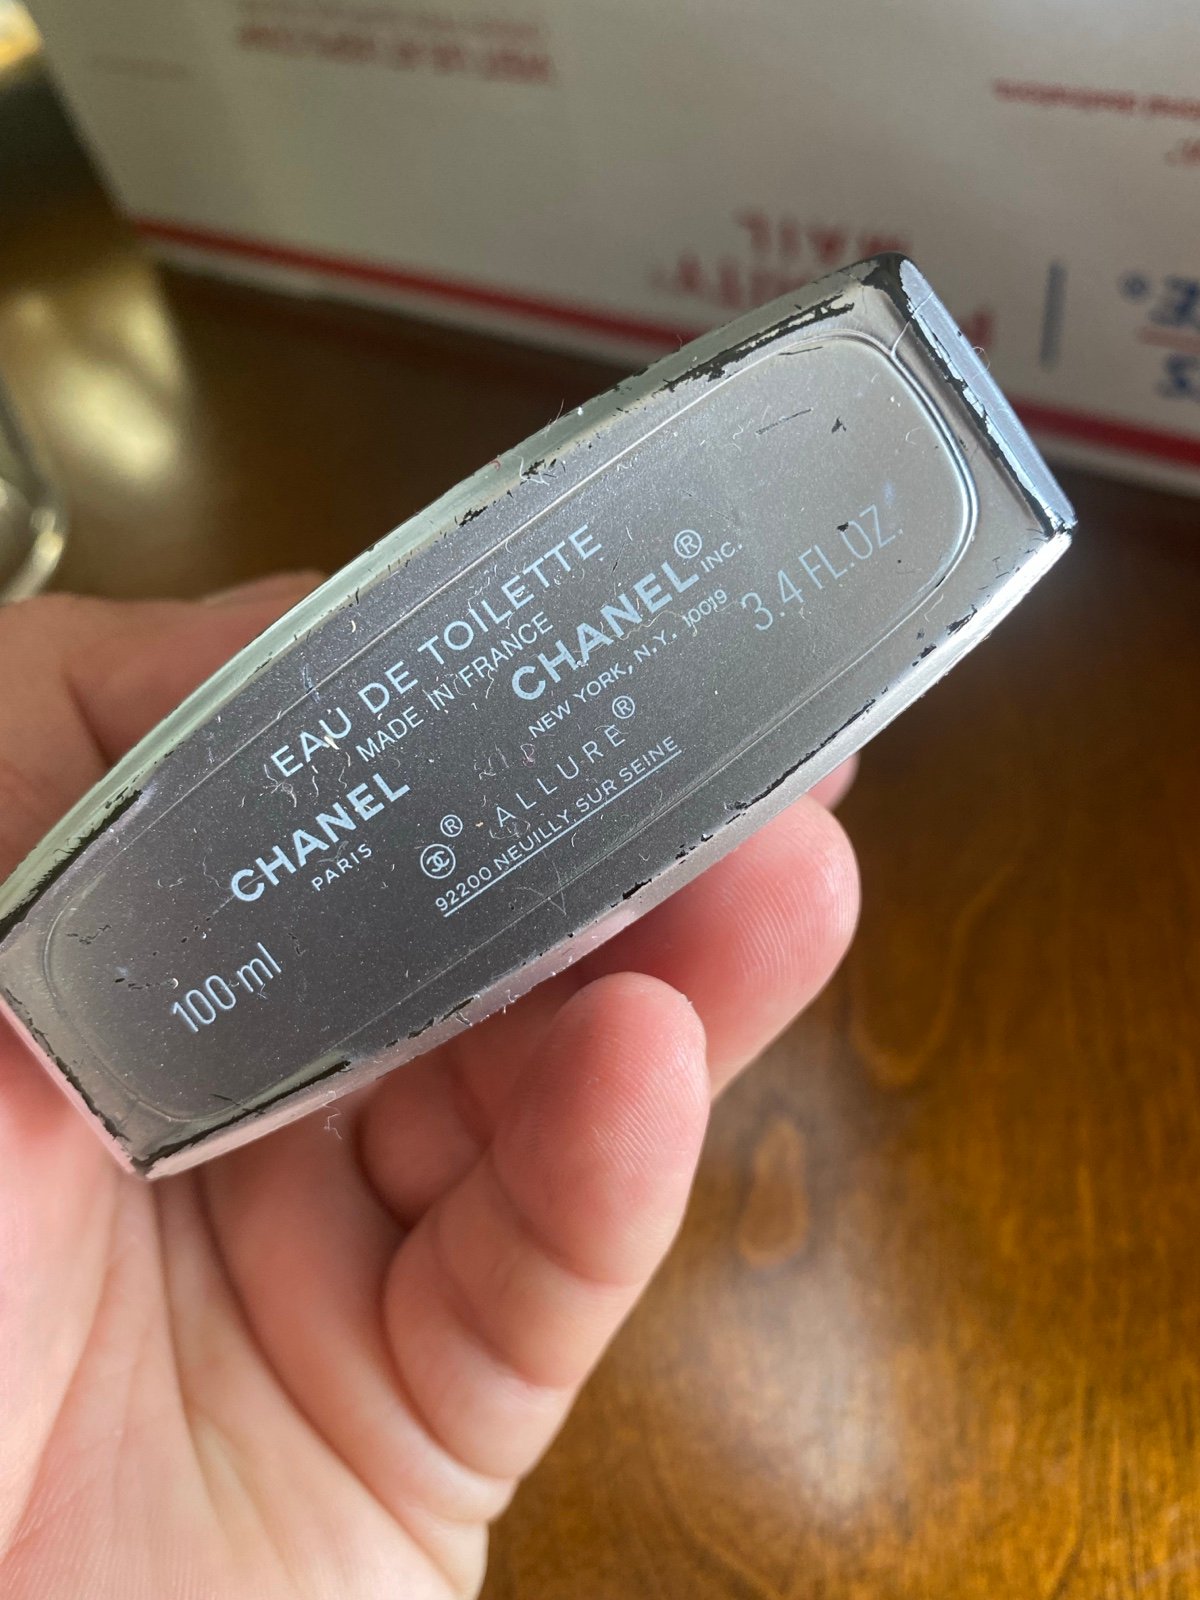 EAU DE TOILETTE
MADE IN FRANCE
CHANEL
PARIS
CHANEL® INC.
NEW YORK, N.Y. 10019
® ALLURE®
92200 NEUILLY SUR SEINE
100 ml
3.4 FL.OZ.
MAIL